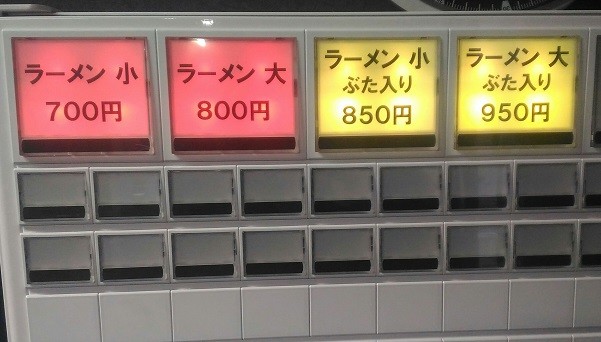 ラーメン 小
700円
ラーメン 大
800円
ラーメン 小
ぶた入り
850円
ラーメン 大
ぶた入り
950円